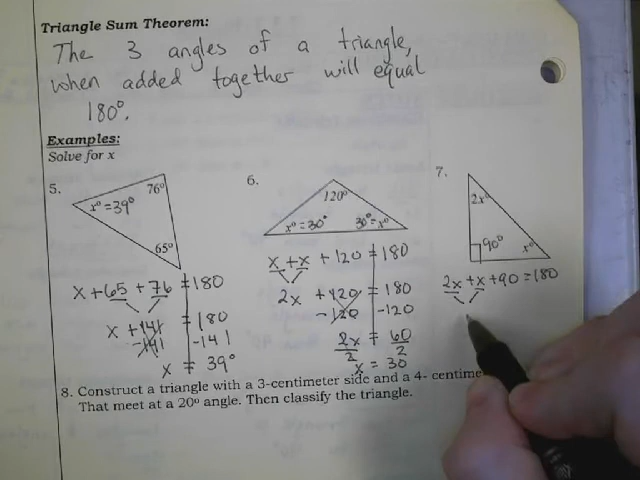 Triangle Sum Theorem:
The 3 angles of a triangle,
when added together will equal
180°.
Examples:
Solve for x
5.
76°
x° = 39°
65°
x + 65 + 76 = 180
x + 141 = 180
-141 -141
x = 39°
6.
120°
x° = 30° 30° = x°
x + x + 120 = 180
2x + 120 = 180
-120 -120
2x = 60
2 2
x = 30
7.
2x°
90° x°
2x + x + 90 = 180
8. Construct a triangle with a 3-centimeter side and a 4-
That meet at a 20° angle. Then classify the triangle.